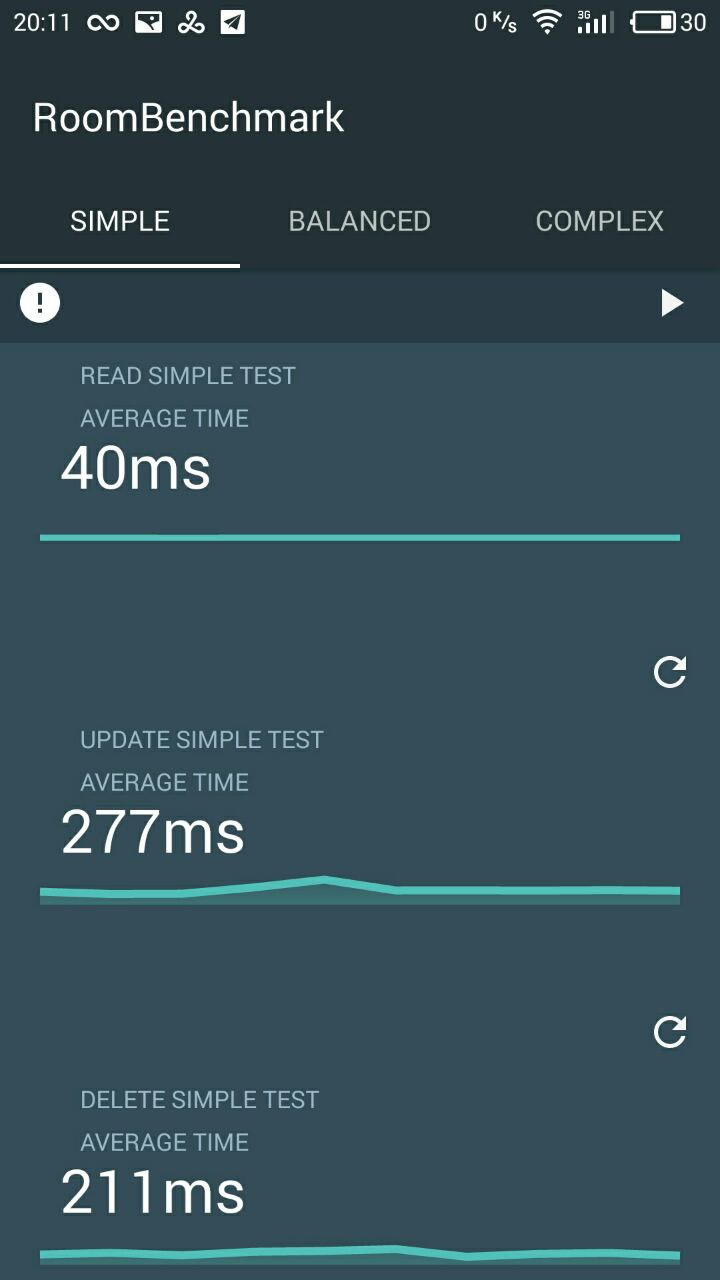 20:11 0 K/s 3G 30
RoomBenchmark
SIMPLE BALANCED COMPLEX
READ SIMPLE TEST
AVERAGE TIME
40ms
UPDATE SIMPLE TEST
AVERAGE TIME
277ms
DELETE SIMPLE TEST
AVERAGE TIME
211ms